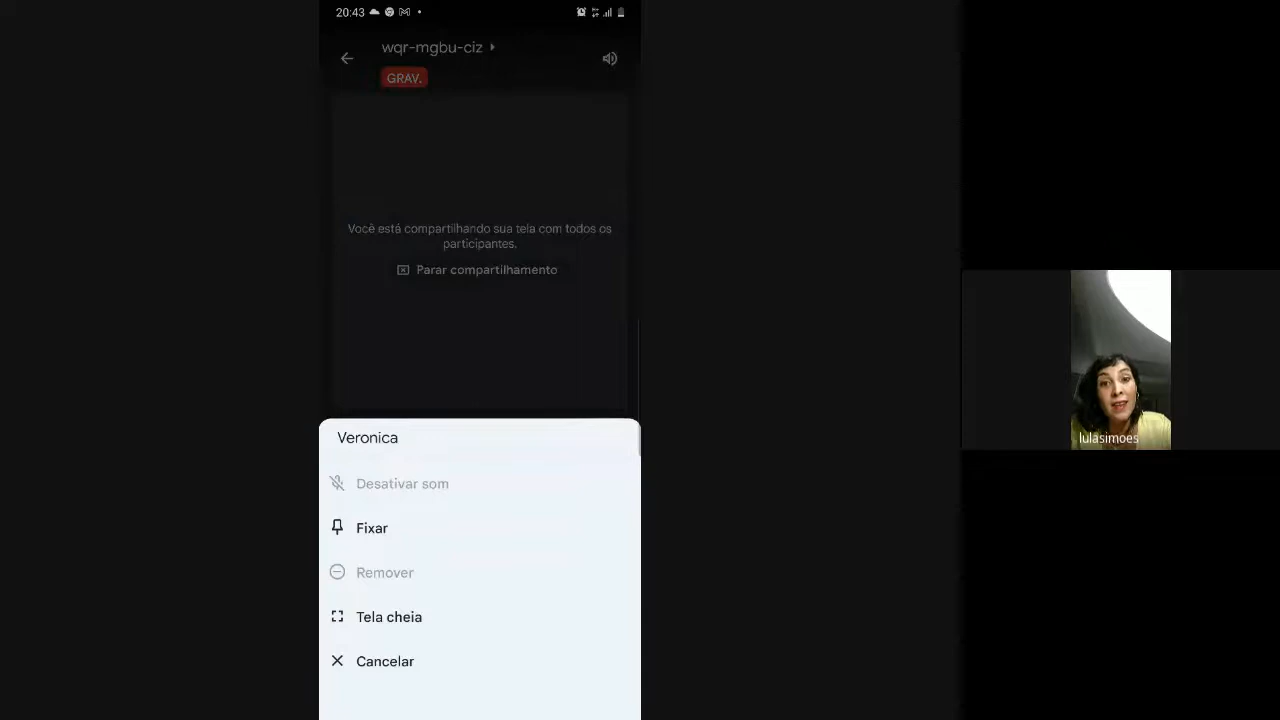 20:43
wqr-mgbu-ciz
GRAV.
Você está compartilhando sua tela com todos os
participantes.
Parar compartilhamento
Veronica
Desativar som
Fixar
Remover
Tela cheia
Cancelar
lulasimoes